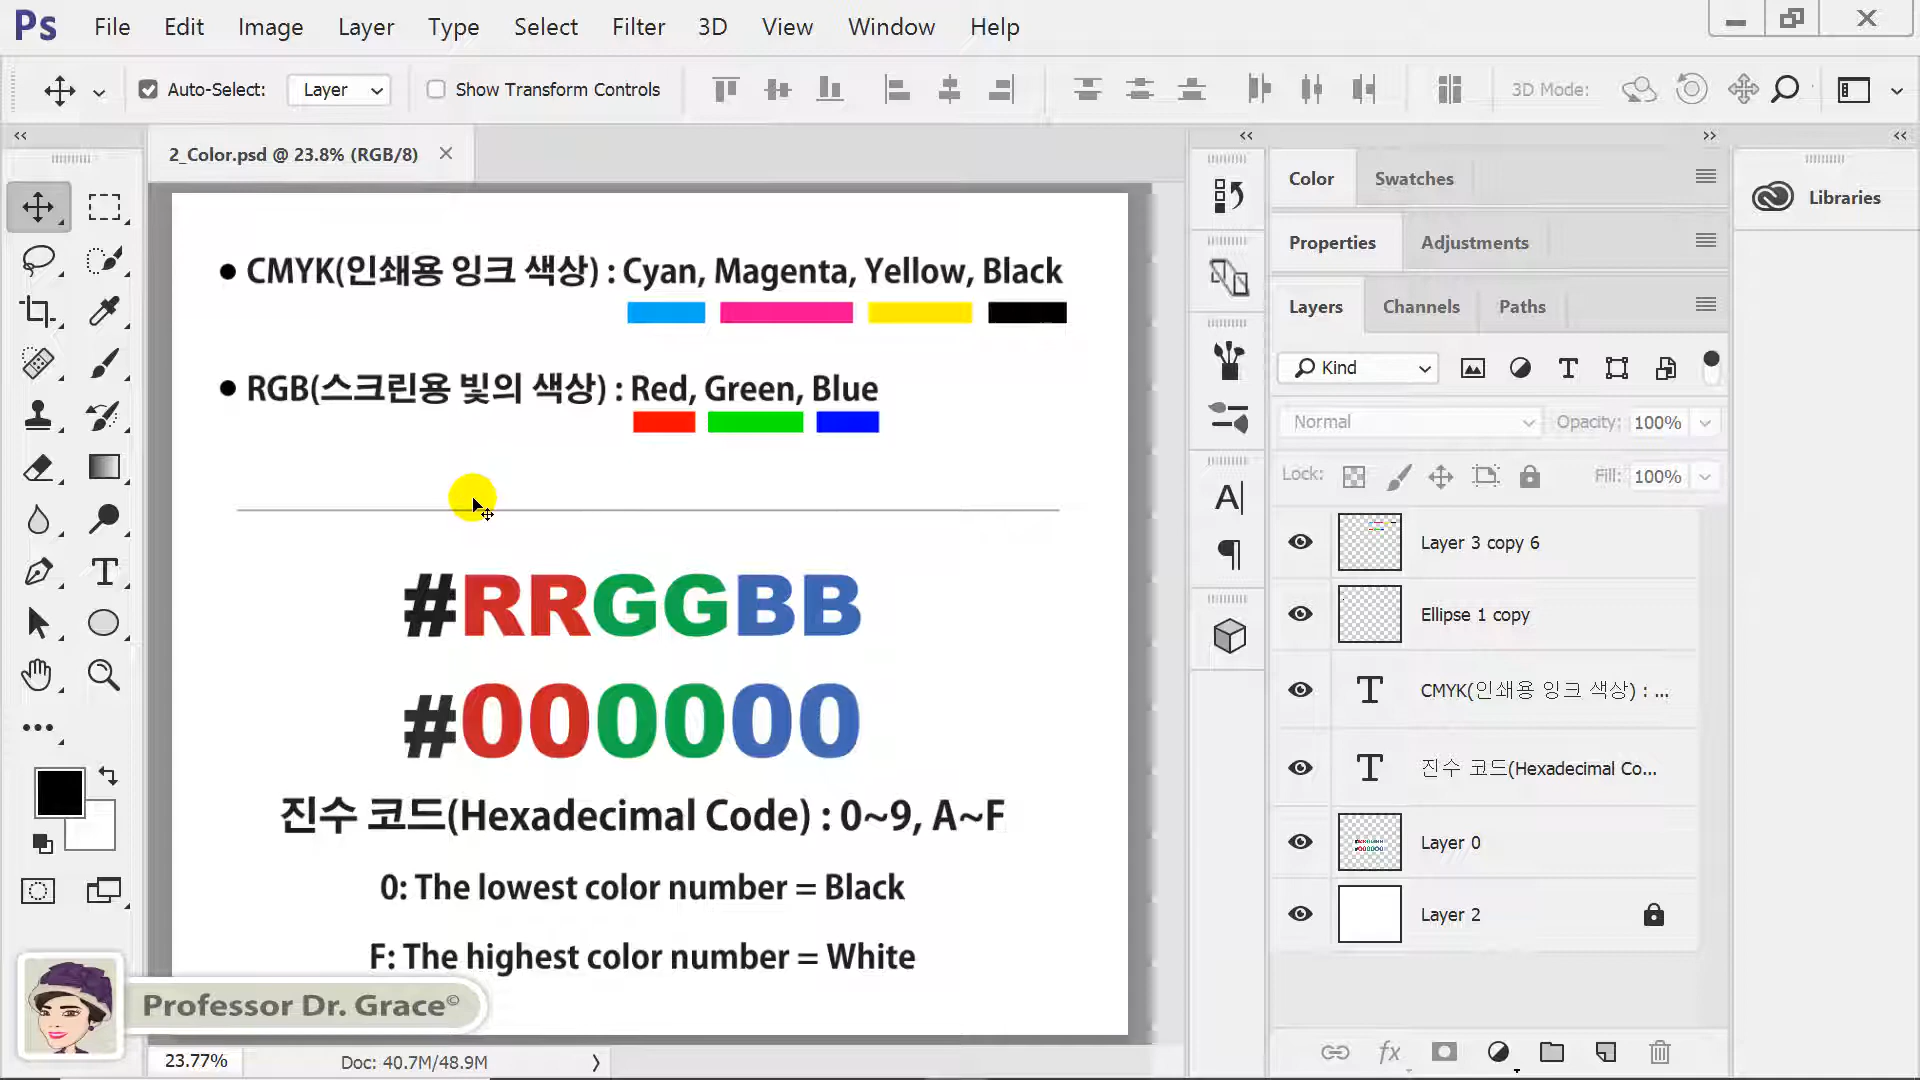 Ps File Edit Image Layer Type Select Filter 3D View Window Help
Auto-Select: Layer Show Transform Controls 3D Mode:
2_Color.psd @ 23.8% (RGB/8)
CMYK(인쇄용 잉크 색상) : Cyan, Magenta, Yellow, Black
RGB(스크린용 빛의 색상) : Red, Green, Blue
#RRGGBB
#000000
진수 코드(Hexadecimal Code) : 0~9, A~F
0: The lowest color number = Black
F: The highest color number = White
Professor Dr. Grace©
23.77% Doc: 40.7M/48.9M
Color Swatches
Properties Adjustments
Layers Channels Paths
Kind
Normal Opacity: 100%
Lock: Fill: 100%
Layer 3 copy 6
Ellipse 1 copy
CMYK(인쇄용 잉크 색상) : ...
진수 코드(Hexadecimal Co...
Layer 0
Layer 2
Libraries